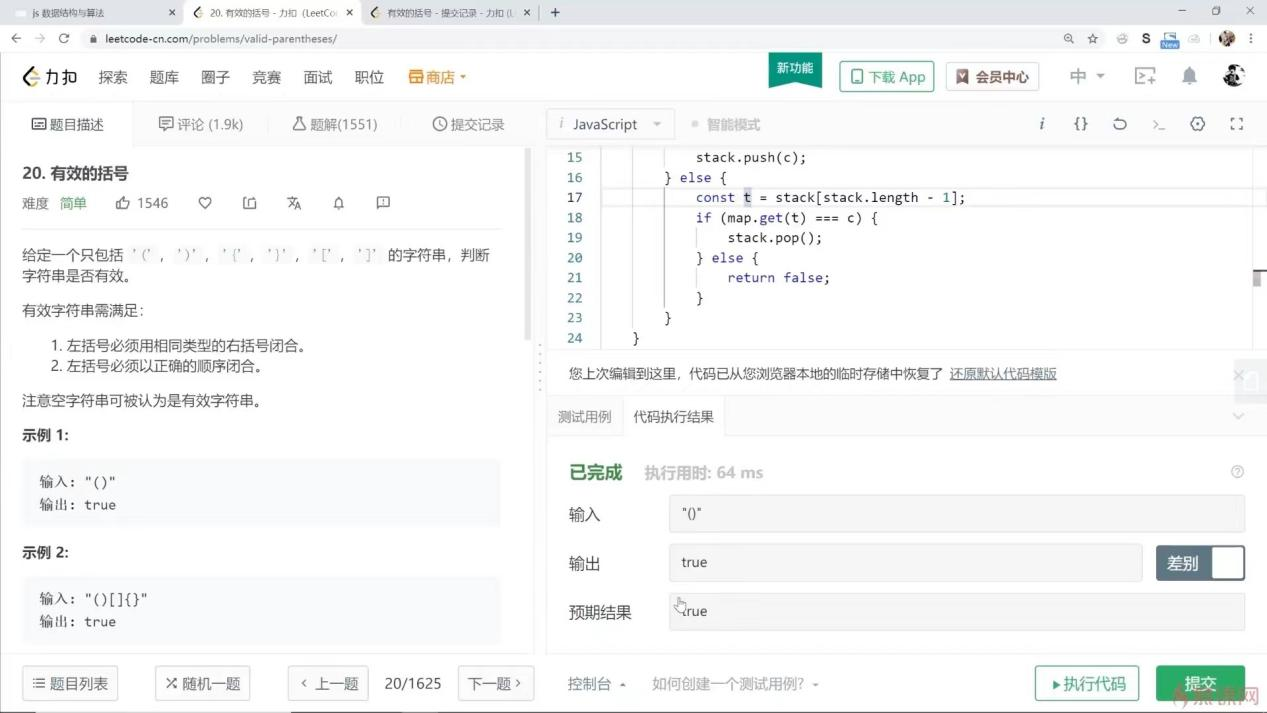 js 数据结构与算法
20. 有效的括号 - 力扣（LeetCo
有效的括号 - 提交记录 - 力扣（L
leetcode-cn.com/problems/valid-parentheses/
S
New
力扣 探索 题库 圈子 竞赛 面试 职位 商店
新功能
下载 App
会员中心
中
题目描述 评论 (1.9k) 题解(1551) 提交记录
i JavaScript 智能模式
i {} >_
20. 有效的括号
难度 简单 1546
给定一个只包括 '('，')'，'{'，'}'，'['，']' 的字符串，判断
字符串是否有效。
有效字符串需满足：
1. 左括号必须用相同类型的右括号闭合。
2. 左括号必须以正确的顺序闭合。
注意空字符串可被认为是有效字符串。
示例 1:
输入: "()"
输出: true
示例 2:
输入: "()[]{}"
输出: true
15 stack.push(c);
16 } else {
17 const t = stack[stack.length - 1];
18 if (map.get(t) === c) {
19 stack.pop();
20 } else {
21 return false;
22 }
23 }
24 }
您上次编辑到这里，代码已从您浏览器本地的临时存储中恢复了 还原默认代码模版
测试用例 代码执行结果
已完成 执行用时: 64 ms
输入 "()"
输出 true 差别
预期结果 true
题目列表 随机一题 上一题 20/1625 下一题
控制台 如何创建一个测试用例? 执行代码 提交
慕课网